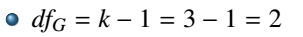 • df_G = k − 1 = 3 − 1 = 2